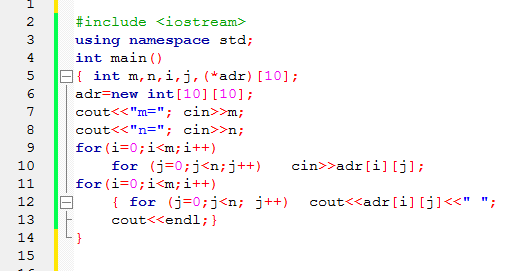 1
2 #include <iostream>
3 using namespace std;
4 int main()
5 { int m,n,i,j,(*adr)[10];
6 adr=new int[10][10];
7 cout<<"m="; cin>>m;
8 cout<<"n="; cin>>n;
9 for(i=0;i<m;i++)
10 for (j=0;j<n;j++) cin>>adr[i][j];
11 for(i=0;i<m;i++)
12 { for (j=0;j<n; j++) cout<<adr[i][j]<<" ";
13 cout<<endl;}
14 }
15